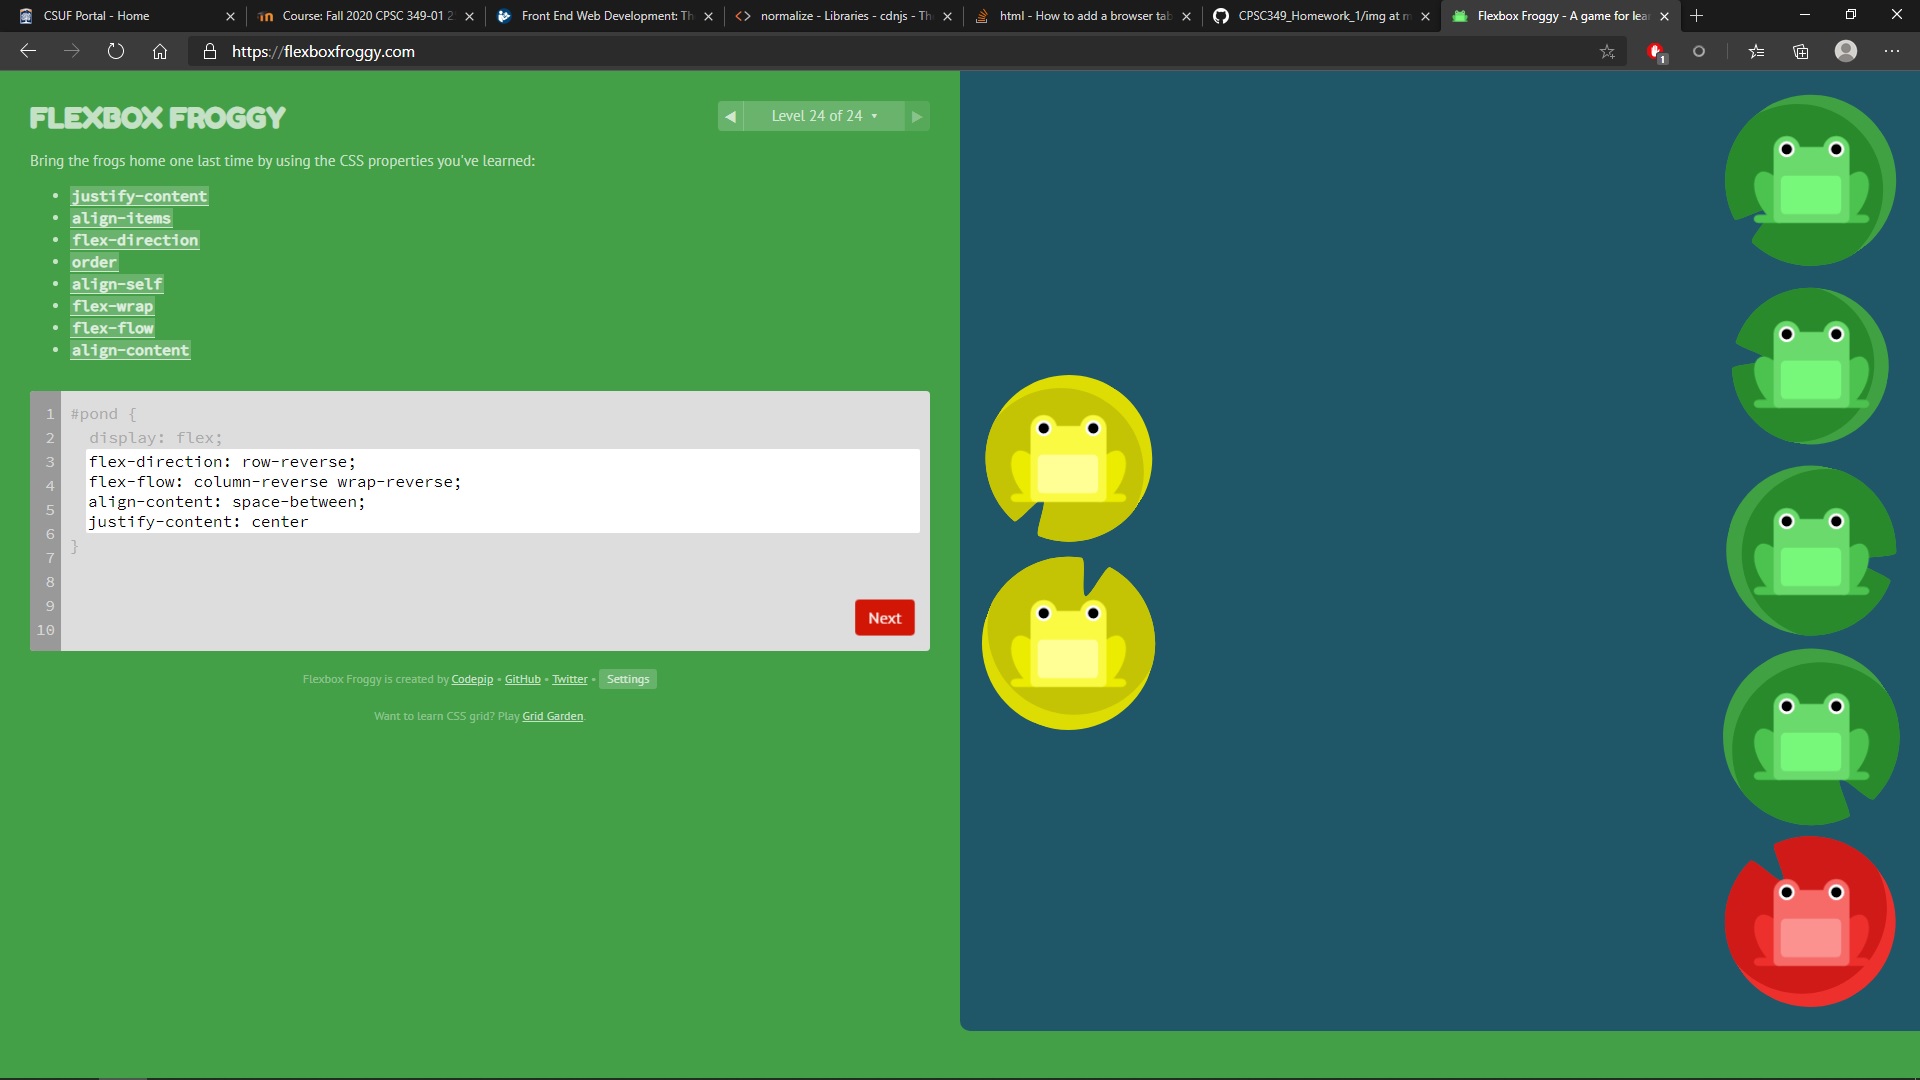 CSUF Portal - Home
Course: Fall 2020 CPSC 349-01 2
Front End Web Development: Th
normalize - Libraries - cdnjs - Th
html - How to add a browser tab
CPSC349_Homework_1/img at m
Flexbox Froggy - A game for lea
https://flexboxfroggy.com
1
FLEXBOX FROGGY
Level 24 of 24
Bring the frogs home one last time by using the CSS properties you've learned:
justify-content
align-items
flex-direction
order
align-self
flex-wrap
flex-flow
align-content
1 #pond {
2 display: flex;
3 flex-direction: row-reverse;
4 flex-flow: column-reverse wrap-reverse;
5 align-content: space-between;
6 justify-content: center
7 }
8
9
10
Next
Flexbox Froggy is created by Codepip • GitHub • Twitter • Settings
Want to learn CSS grid? Play Grid Garden.